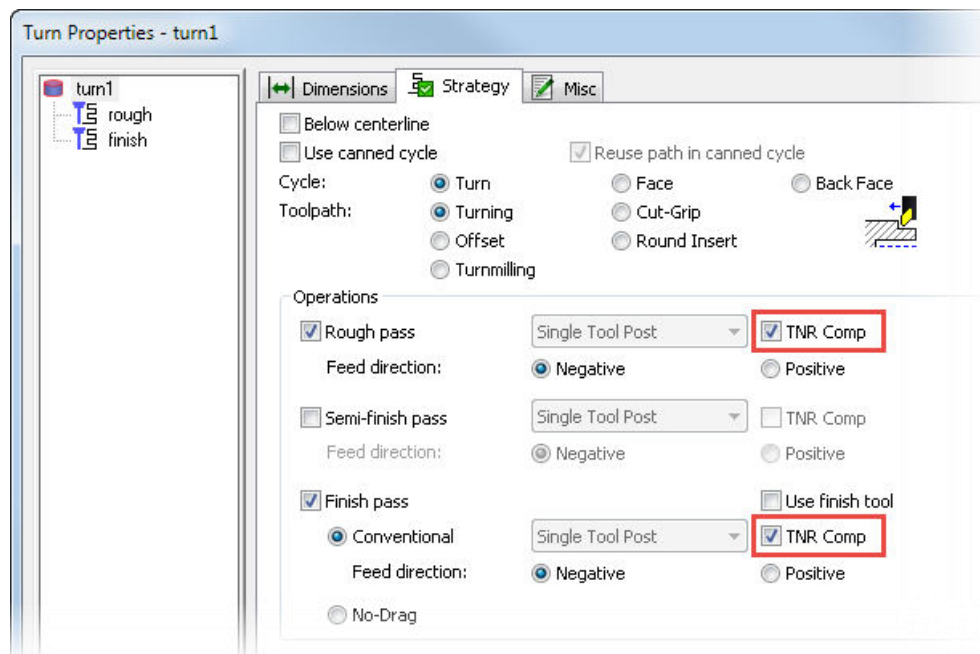 Turn Properties - turn1
turn1
rough
finish
Dimensions Strategy Misc
Below centerline
Use canned cycle Reuse path in canned cycle
Cycle: Turn Face Back Face
Toolpath: Turning Cut-Grip
Offset Round Insert
Turnmilling
Operations
Rough pass Single Tool Post TNR Comp
Feed direction: Negative Positive
Semi-finish pass Single Tool Post TNR Comp
Feed direction: Negative Positive
Finish pass Use finish tool
Conventional Single Tool Post TNR Comp
Feed direction: Negative Positive
No-Drag